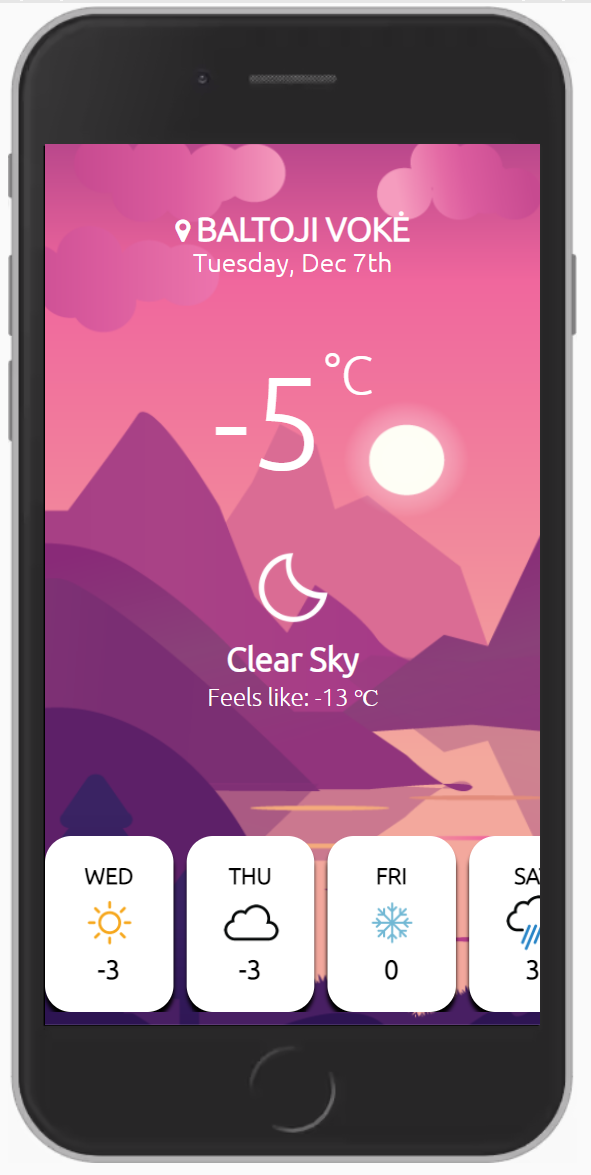 BALTOJI VOKĖ
Tuesday, Dec 7th
-5 °C
Clear Sky
Feels like: -13 °C
WED THU FRI SA
-3 -3 0 3